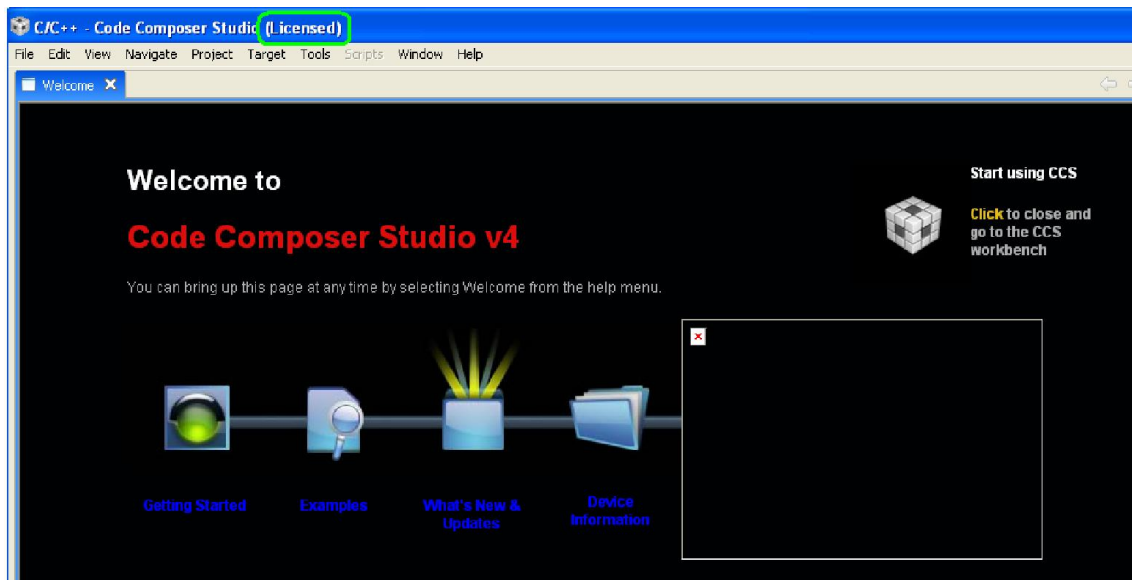 C/C++ - Code Composer Studio (Licensed)
File Edit View Navigate Project Target Tools Scripts Window Help
Welcome
Welcome to
Code Composer Studio v4
You can bring up this page at any time by selecting Welcome from the help menu.
Start using CCS
Click to close and
go to the CCS
workbench
Getting Started
Examples
What's New &
Updates
Device
Information